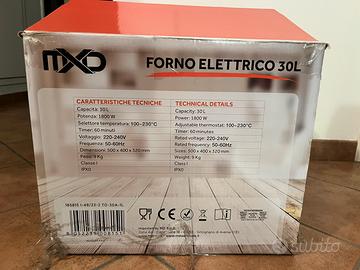 MXD
FORNO ELETTRICO 30L
CARATTERISTICHE TECNICHE
Capacità: 30L
Potenza: 1800 W
Selettore temperatura: 100~230°C
Timer: 60 minuti
Voltaggio: 220-240V
Frequenza: 50-60Hz
Dimensioni: 500 x 400 x 320 mm
Peso: 9 Kg
Classe I
IPX0
TECHNICAL DETAILS
Capacity: 30L
Power: 1800 W
Adjustable thermostat: 100~230°C
Timer: 60 minutes
Rated voltage: 220-240V
Rated frequency: 50-60Hz
Sizes: 500 x 400 x 320 mm
Weight: 9 Kg
Class I
IPX0
subito